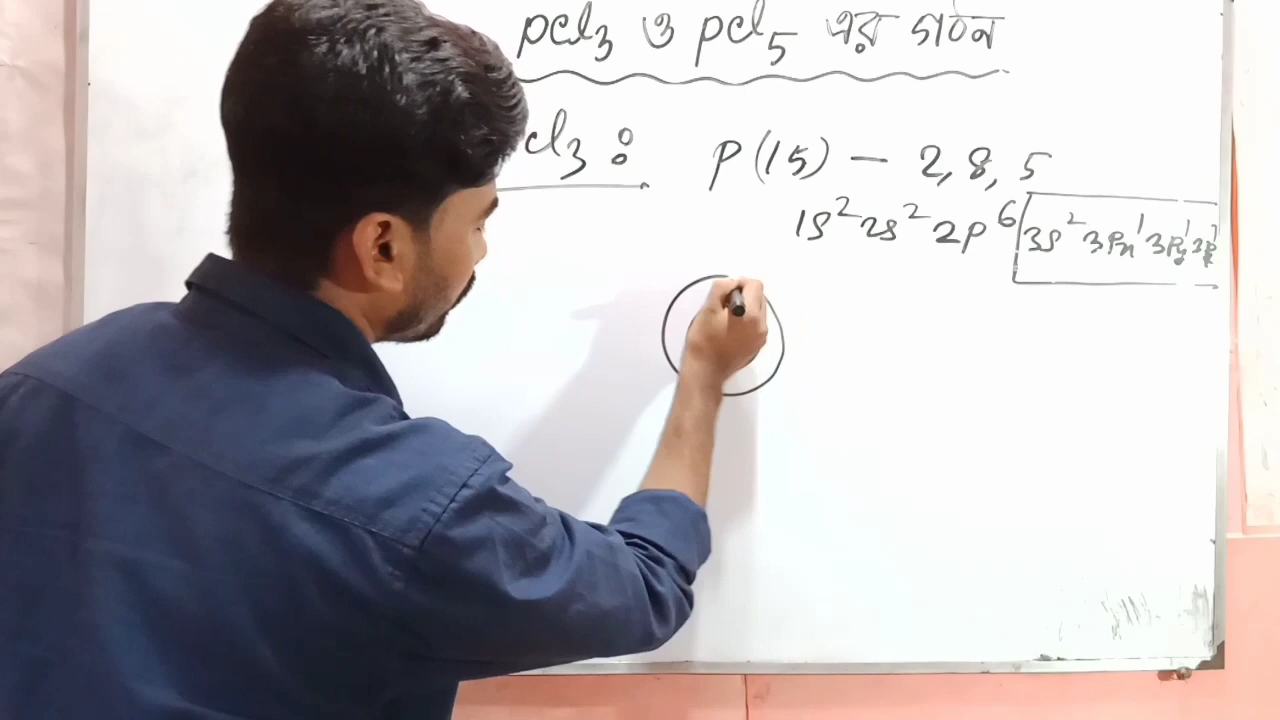 pcl₃ ও pcl₅ এর গঠন
cl₃ : P(15) — 2, 8, 5
1s² 2s² 2p⁶ 3s² 3Px¹ 3Py¹ 3Pz¹